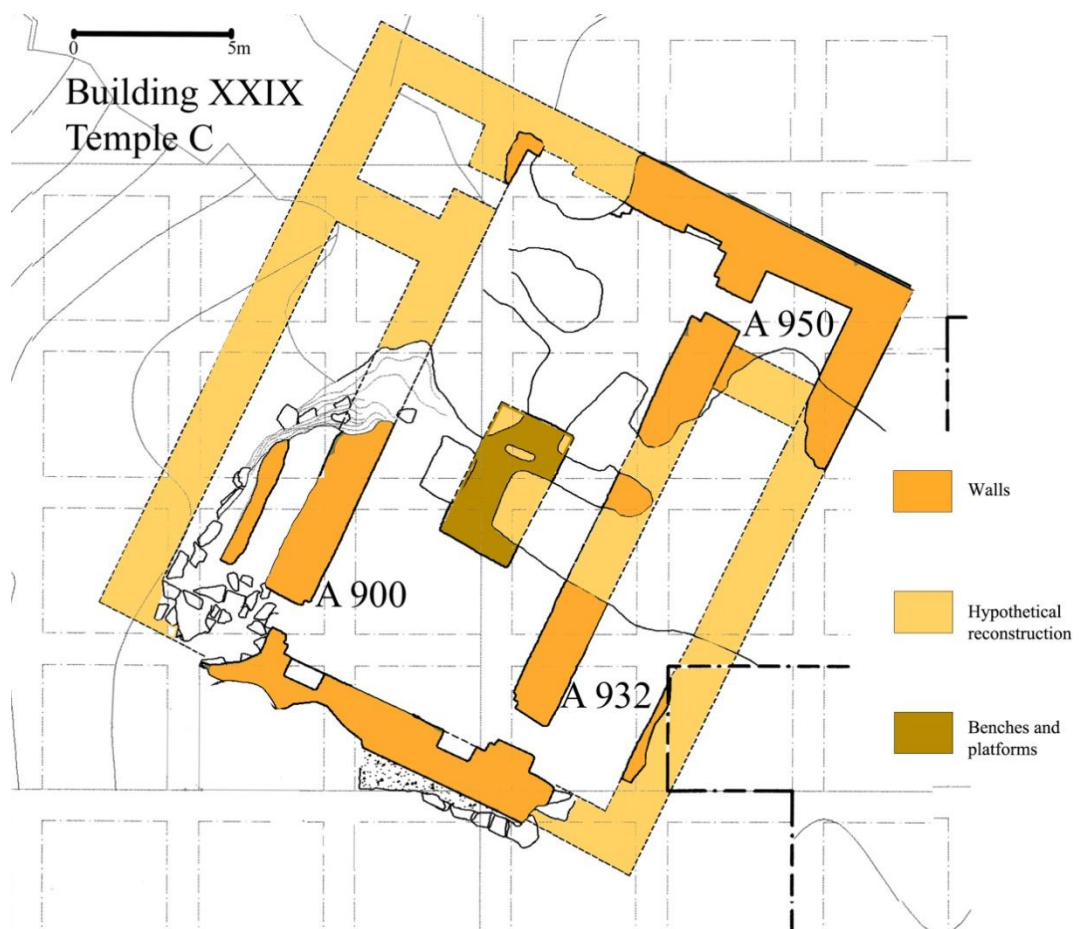 0 5m
Building XXIX
Temple C
A 950
A 900
A 932
Walls
Hypothetical
reconstruction
Benches and
platforms